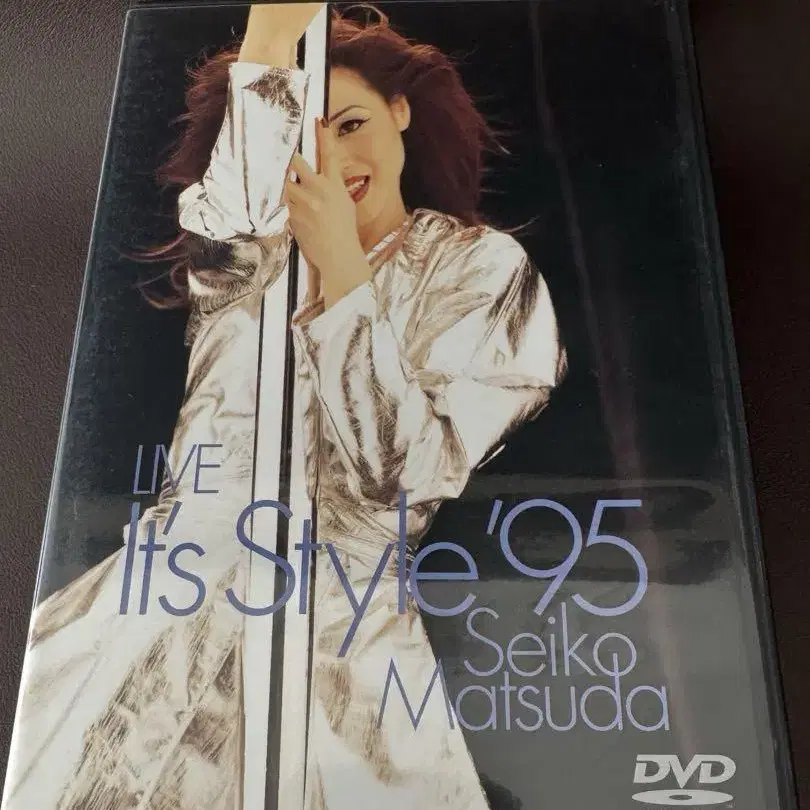 LIVE
It's Style '95
Seiko
Matsuda
DVD